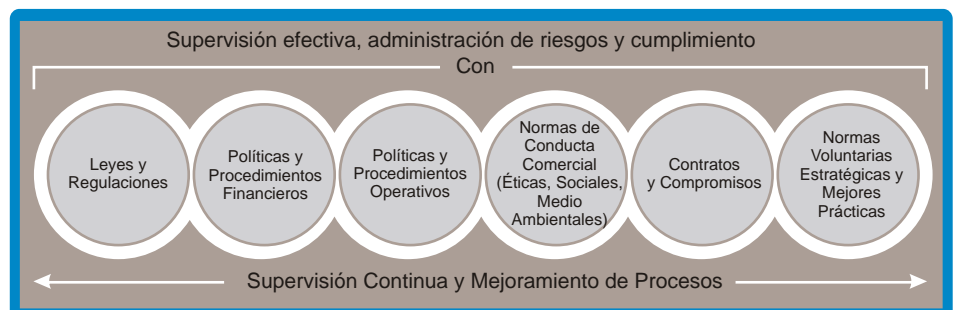 Supervisión efectiva, administración de riesgos y cumplimiento
Con
Leyes y
Regulaciones
Políticas y
Procedimientos
Financieros
Políticas y
Procedimientos
Operativos
Normas de
Conducta
Comercial
(Éticas, Sociales,
Medio
Ambientales)
Contratos
y Compromisos
Normas
Voluntarias
Estratégicas y
Mejores
Prácticas
Supervisión Continua y Mejoramiento de Procesos